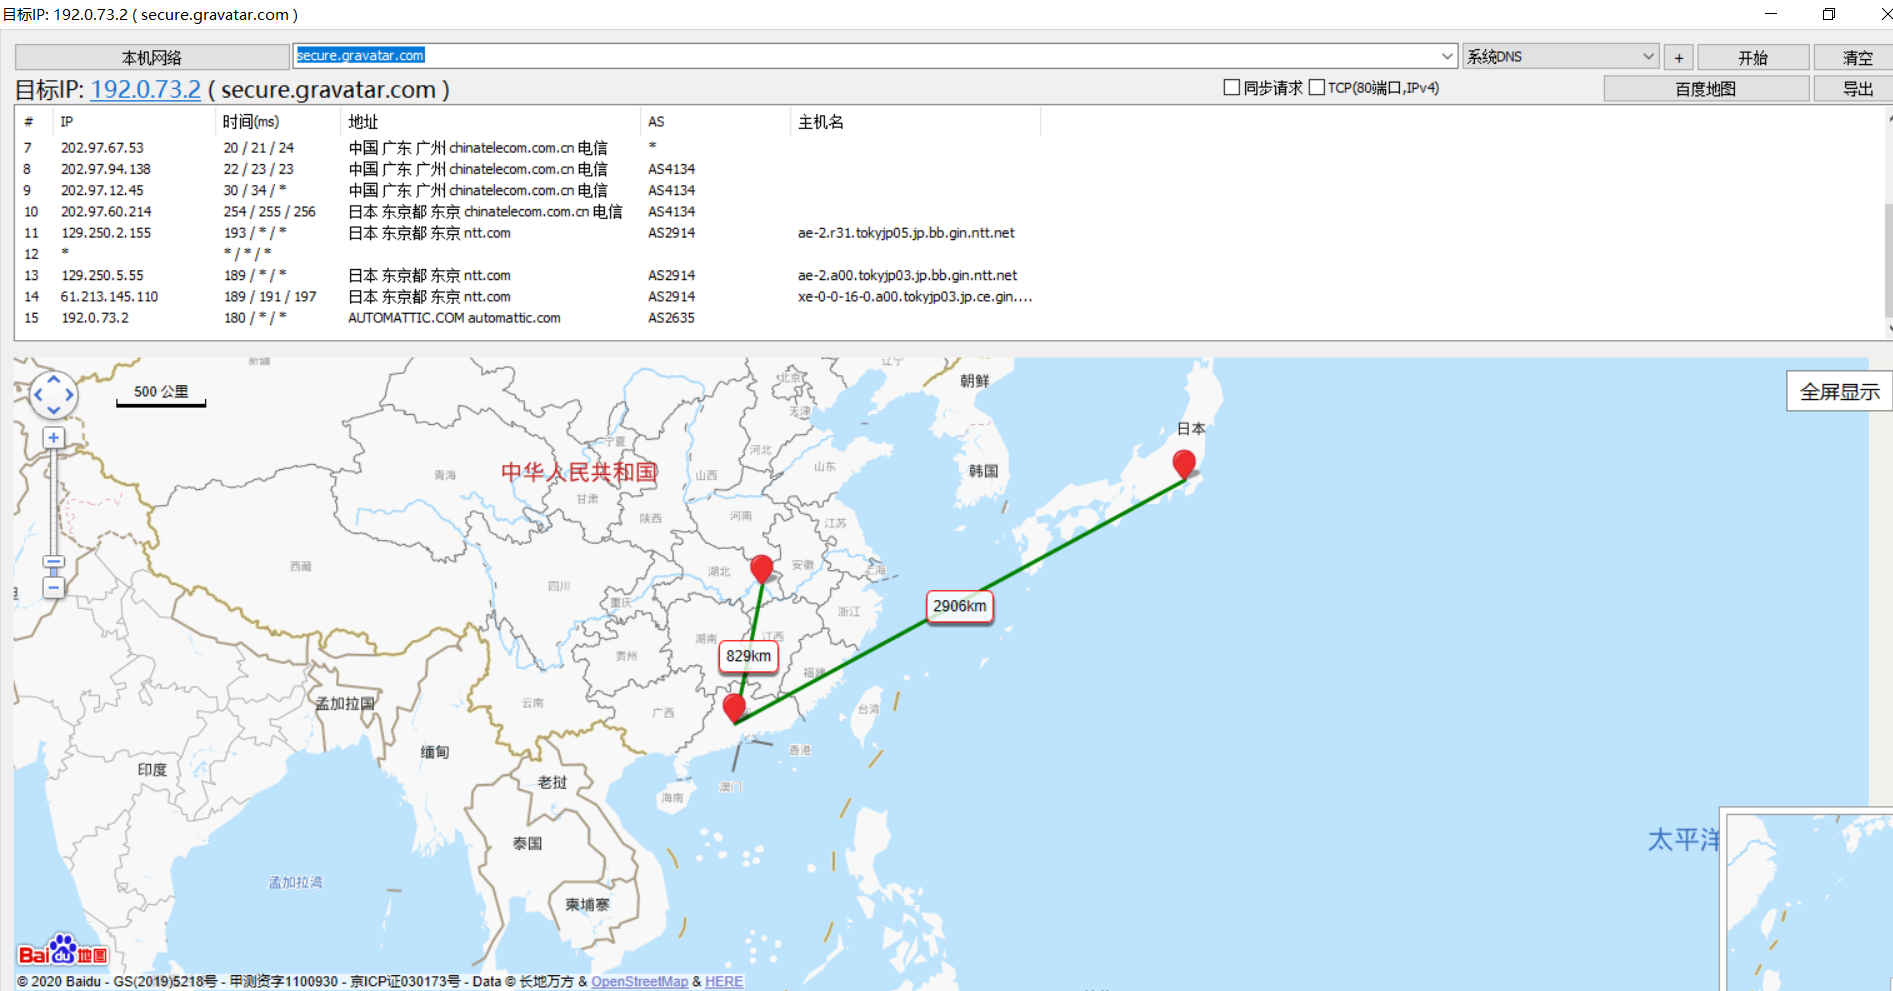 目标IP: 192.0.73.2 ( secure.gravatar.com )
本机网络
secure.gravatar.com
系统DNS
+
开始
清空
目标IP: 192.0.73.2 ( secure.gravatar.com )
同步请求
TCP(80端口,IPv4)
百度地图
导出
# IP 时间(ms) 地址 AS 主机名
7 202.97.67.53 20 / 21 / 24 中国 广东 广州 chinatelecom.com.cn 电信 *
8 202.97.94.138 22 / 23 / 23 中国 广东 广州 chinatelecom.com.cn 电信 AS4134
9 202.97.12.45 30 / 34 / * 中国 广东 广州 chinatelecom.com.cn 电信 AS4134
10 202.97.60.214 254 / 255 / 256 日本 东京都 东京 chinatelecom.com.cn 电信 AS4134
11 129.250.2.155 193 / * / * 日本 东京都 东京 ntt.com AS2914 ae-2.r31.tokyjp05.jp.bb.gin.ntt.net
12 * * / * / *
13 129.250.5.55 189 / * / * 日本 东京都 东京 ntt.com AS2914 ae-2.a00.tokyjp03.jp.bb.gin.ntt.net
14 61.213.145.110 189 / 191 / 197 日本 东京都 东京 ntt.com AS2914 xe-0-0-16-0.a00.tokyjp03.jp.ce.gin....
15 192.0.73.2 180 / * / * AUTOMATTIC.COM automattic.com AS2635
新疆
辽宁
北京
朝鲜
500 公里
全屏显示
天津
日本
宁夏
河北
中华人民共和国
山西
山东
韩国
青海
甘肃
陕西
河南
江苏
西藏
湖北
安徽
上海
四川
重庆
2906km
浙江
湖南
江西
贵州
829km
福建
云南
孟加拉国
广西
台湾
缅甸
香港
印度
老挝
澳门
海南
泰国
太平洋
孟加拉湾
柬埔寨
Bai du 地图
© 2020 Baidu - GS(2019)5218号 - 甲测资字1100930 - 京ICP证030173号 - Data © 长地万方 & OpenStreetMap & HERE